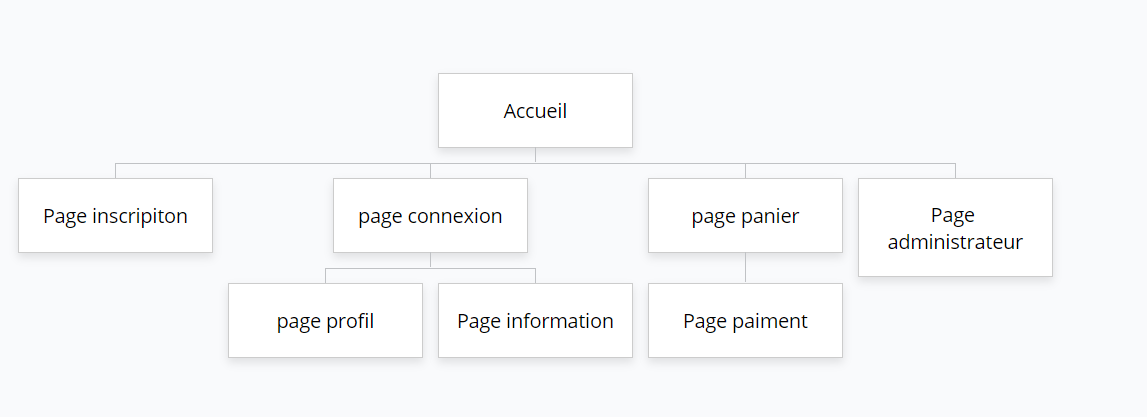 Accueil
Page inscripiton
page connexion
page panier
Page
administrateur
page profil
Page information
Page paiment